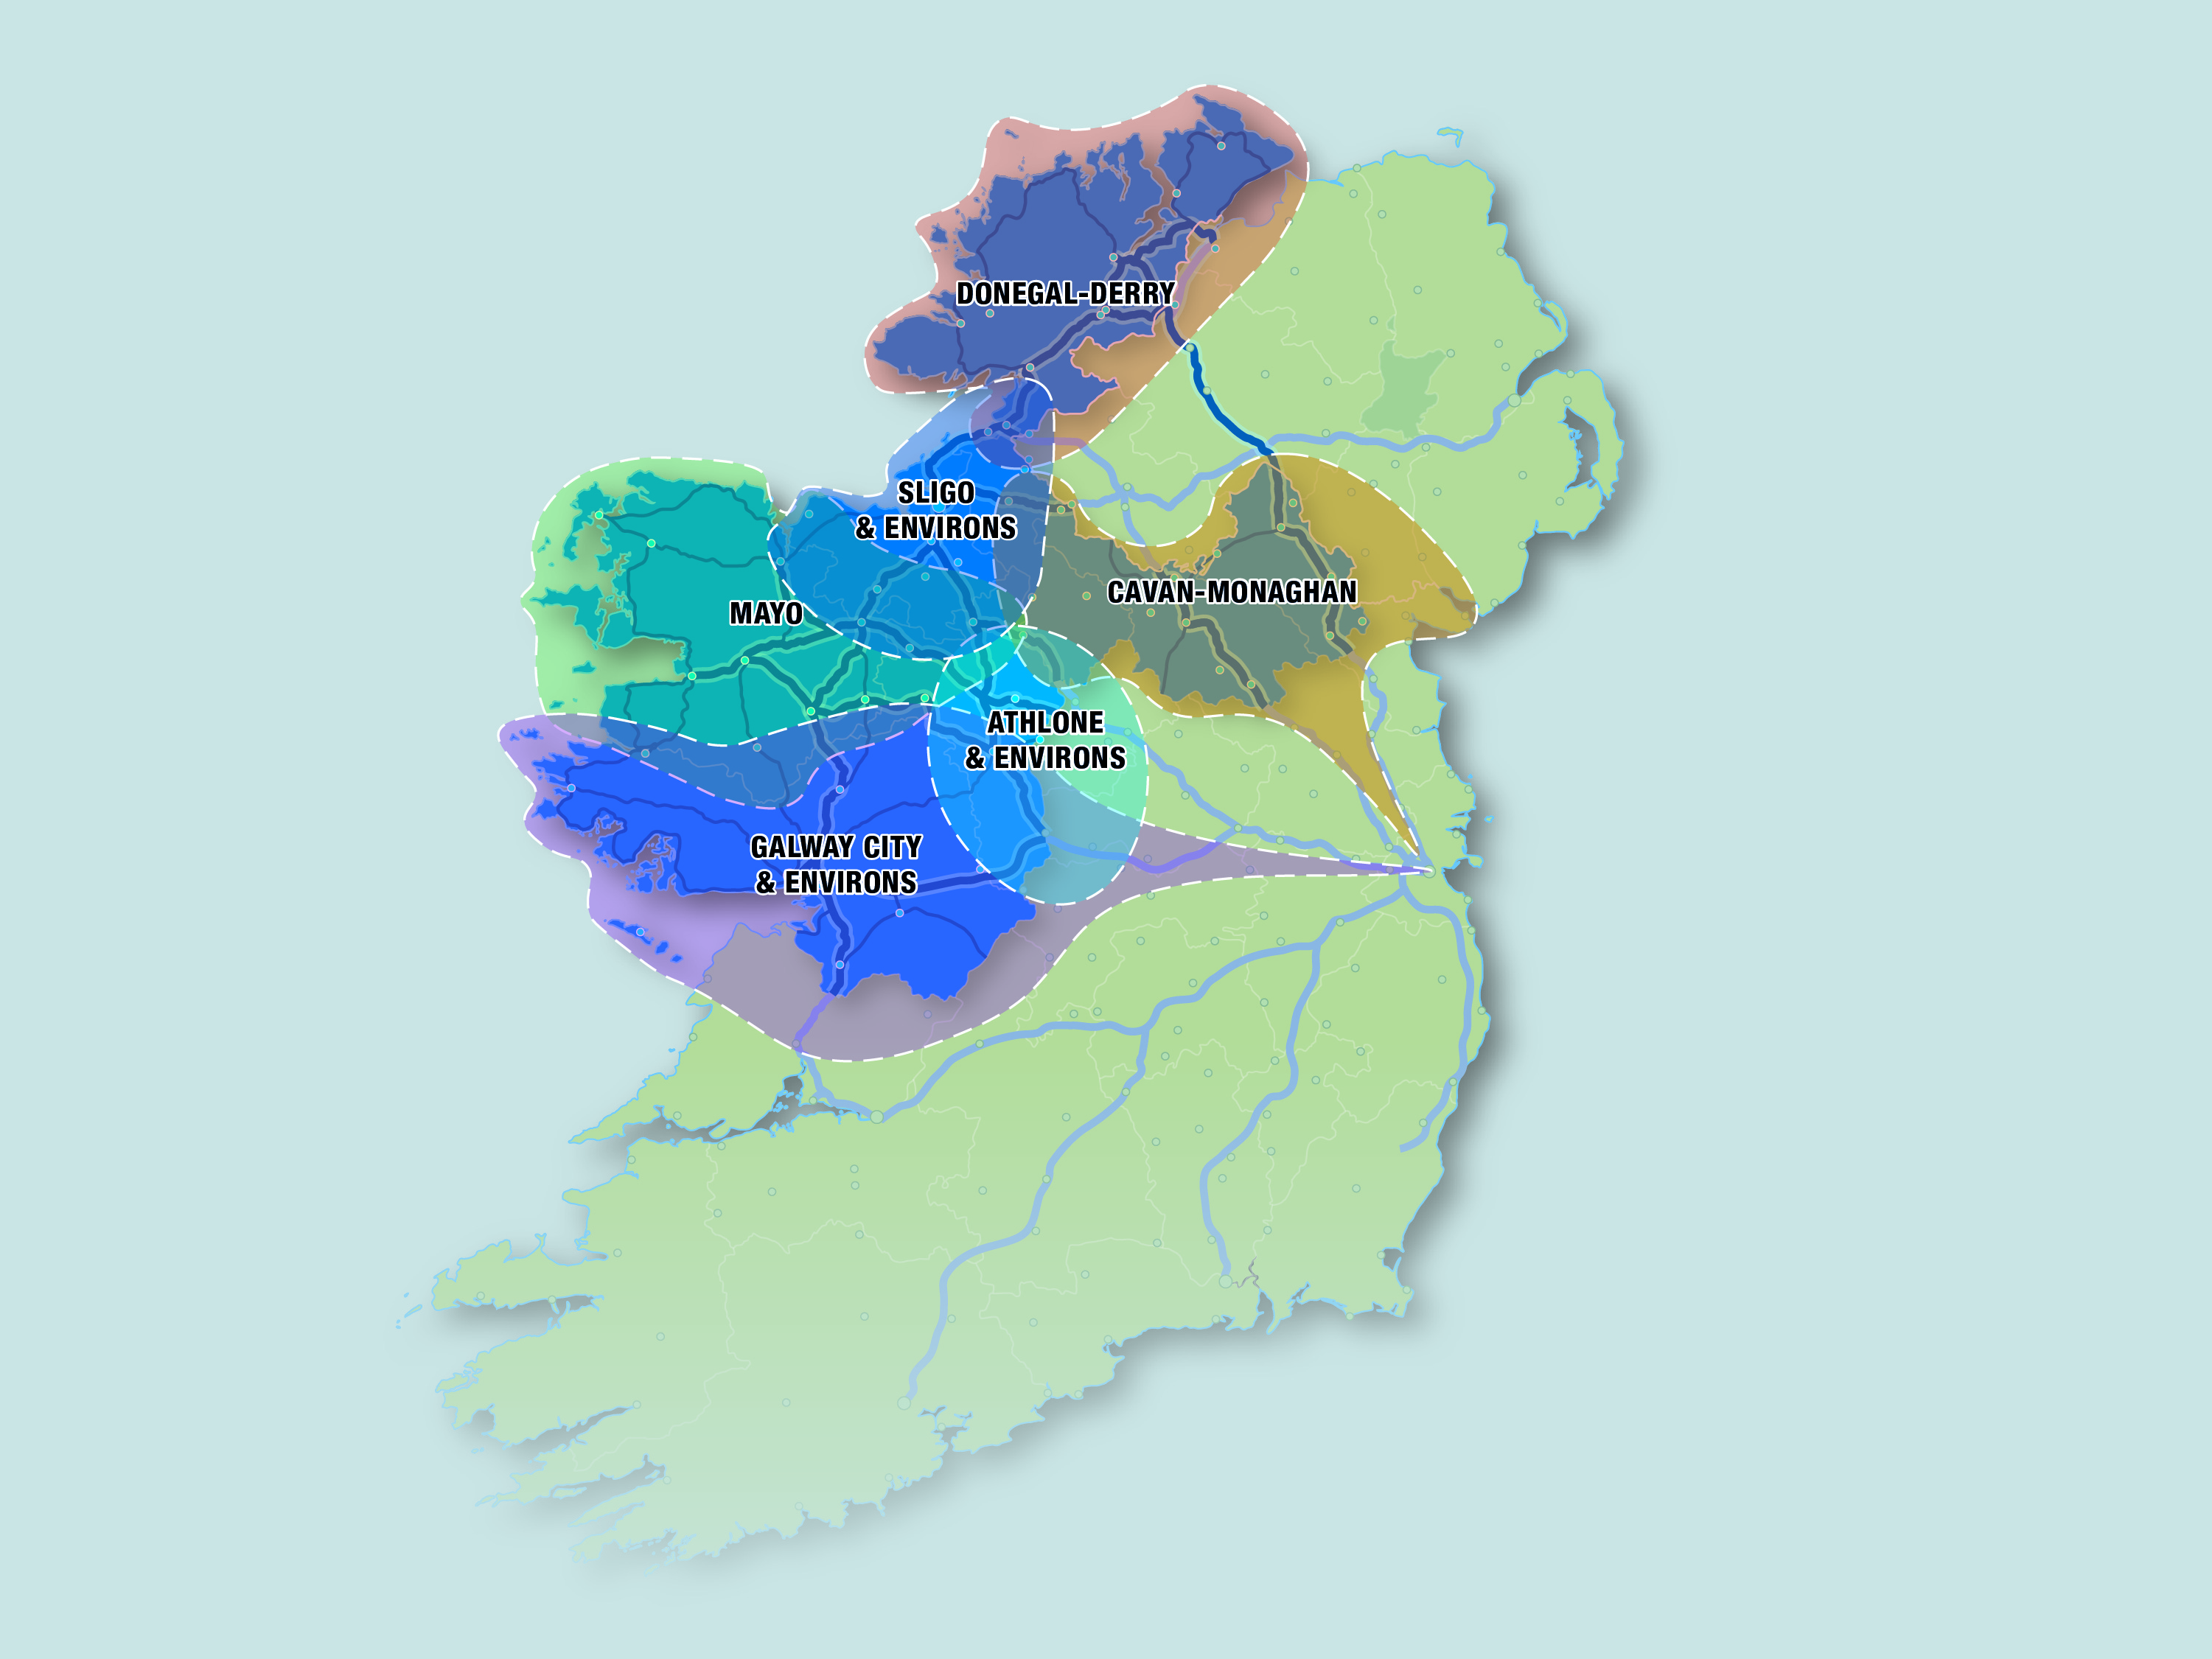 DONEGAL-DERRY
SLIGO
& ENVIRONS
CAVAN-MONAGHAN
MAYO
ATHLONE
& ENVIRONS
GALWAY CITY
& ENVIRONS